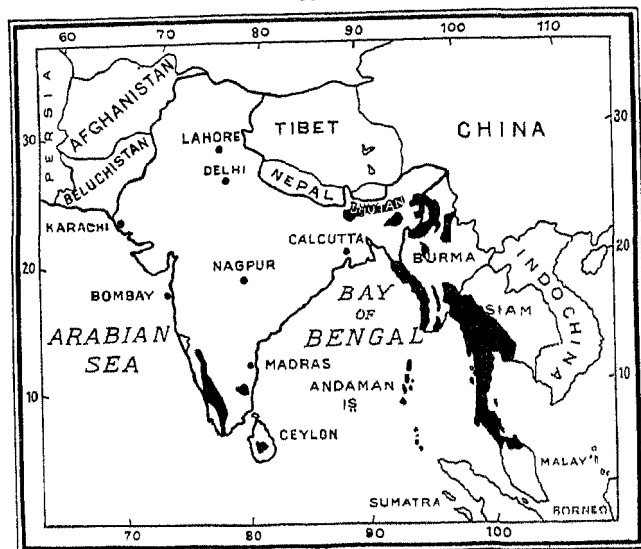 60 70 80 90 100 110
PERSIA
AFGHANISTAN
BELUCHISTAN
30
LAHORE
DELHI
TIBET
CHINA
30
NEPAL
BHUTAN
KARACHI
CALCUTTA
BURMA
20
20
NAGPUR
BOMBAY
BAY
OF
BENGAL
SIAM
INDOCHINA
ARABIAN
SEA
MADRAS
ANDAMAN
IS
10
10
CEYLON
MALAY
SUMATRA
BORNEO
70 80 90 100